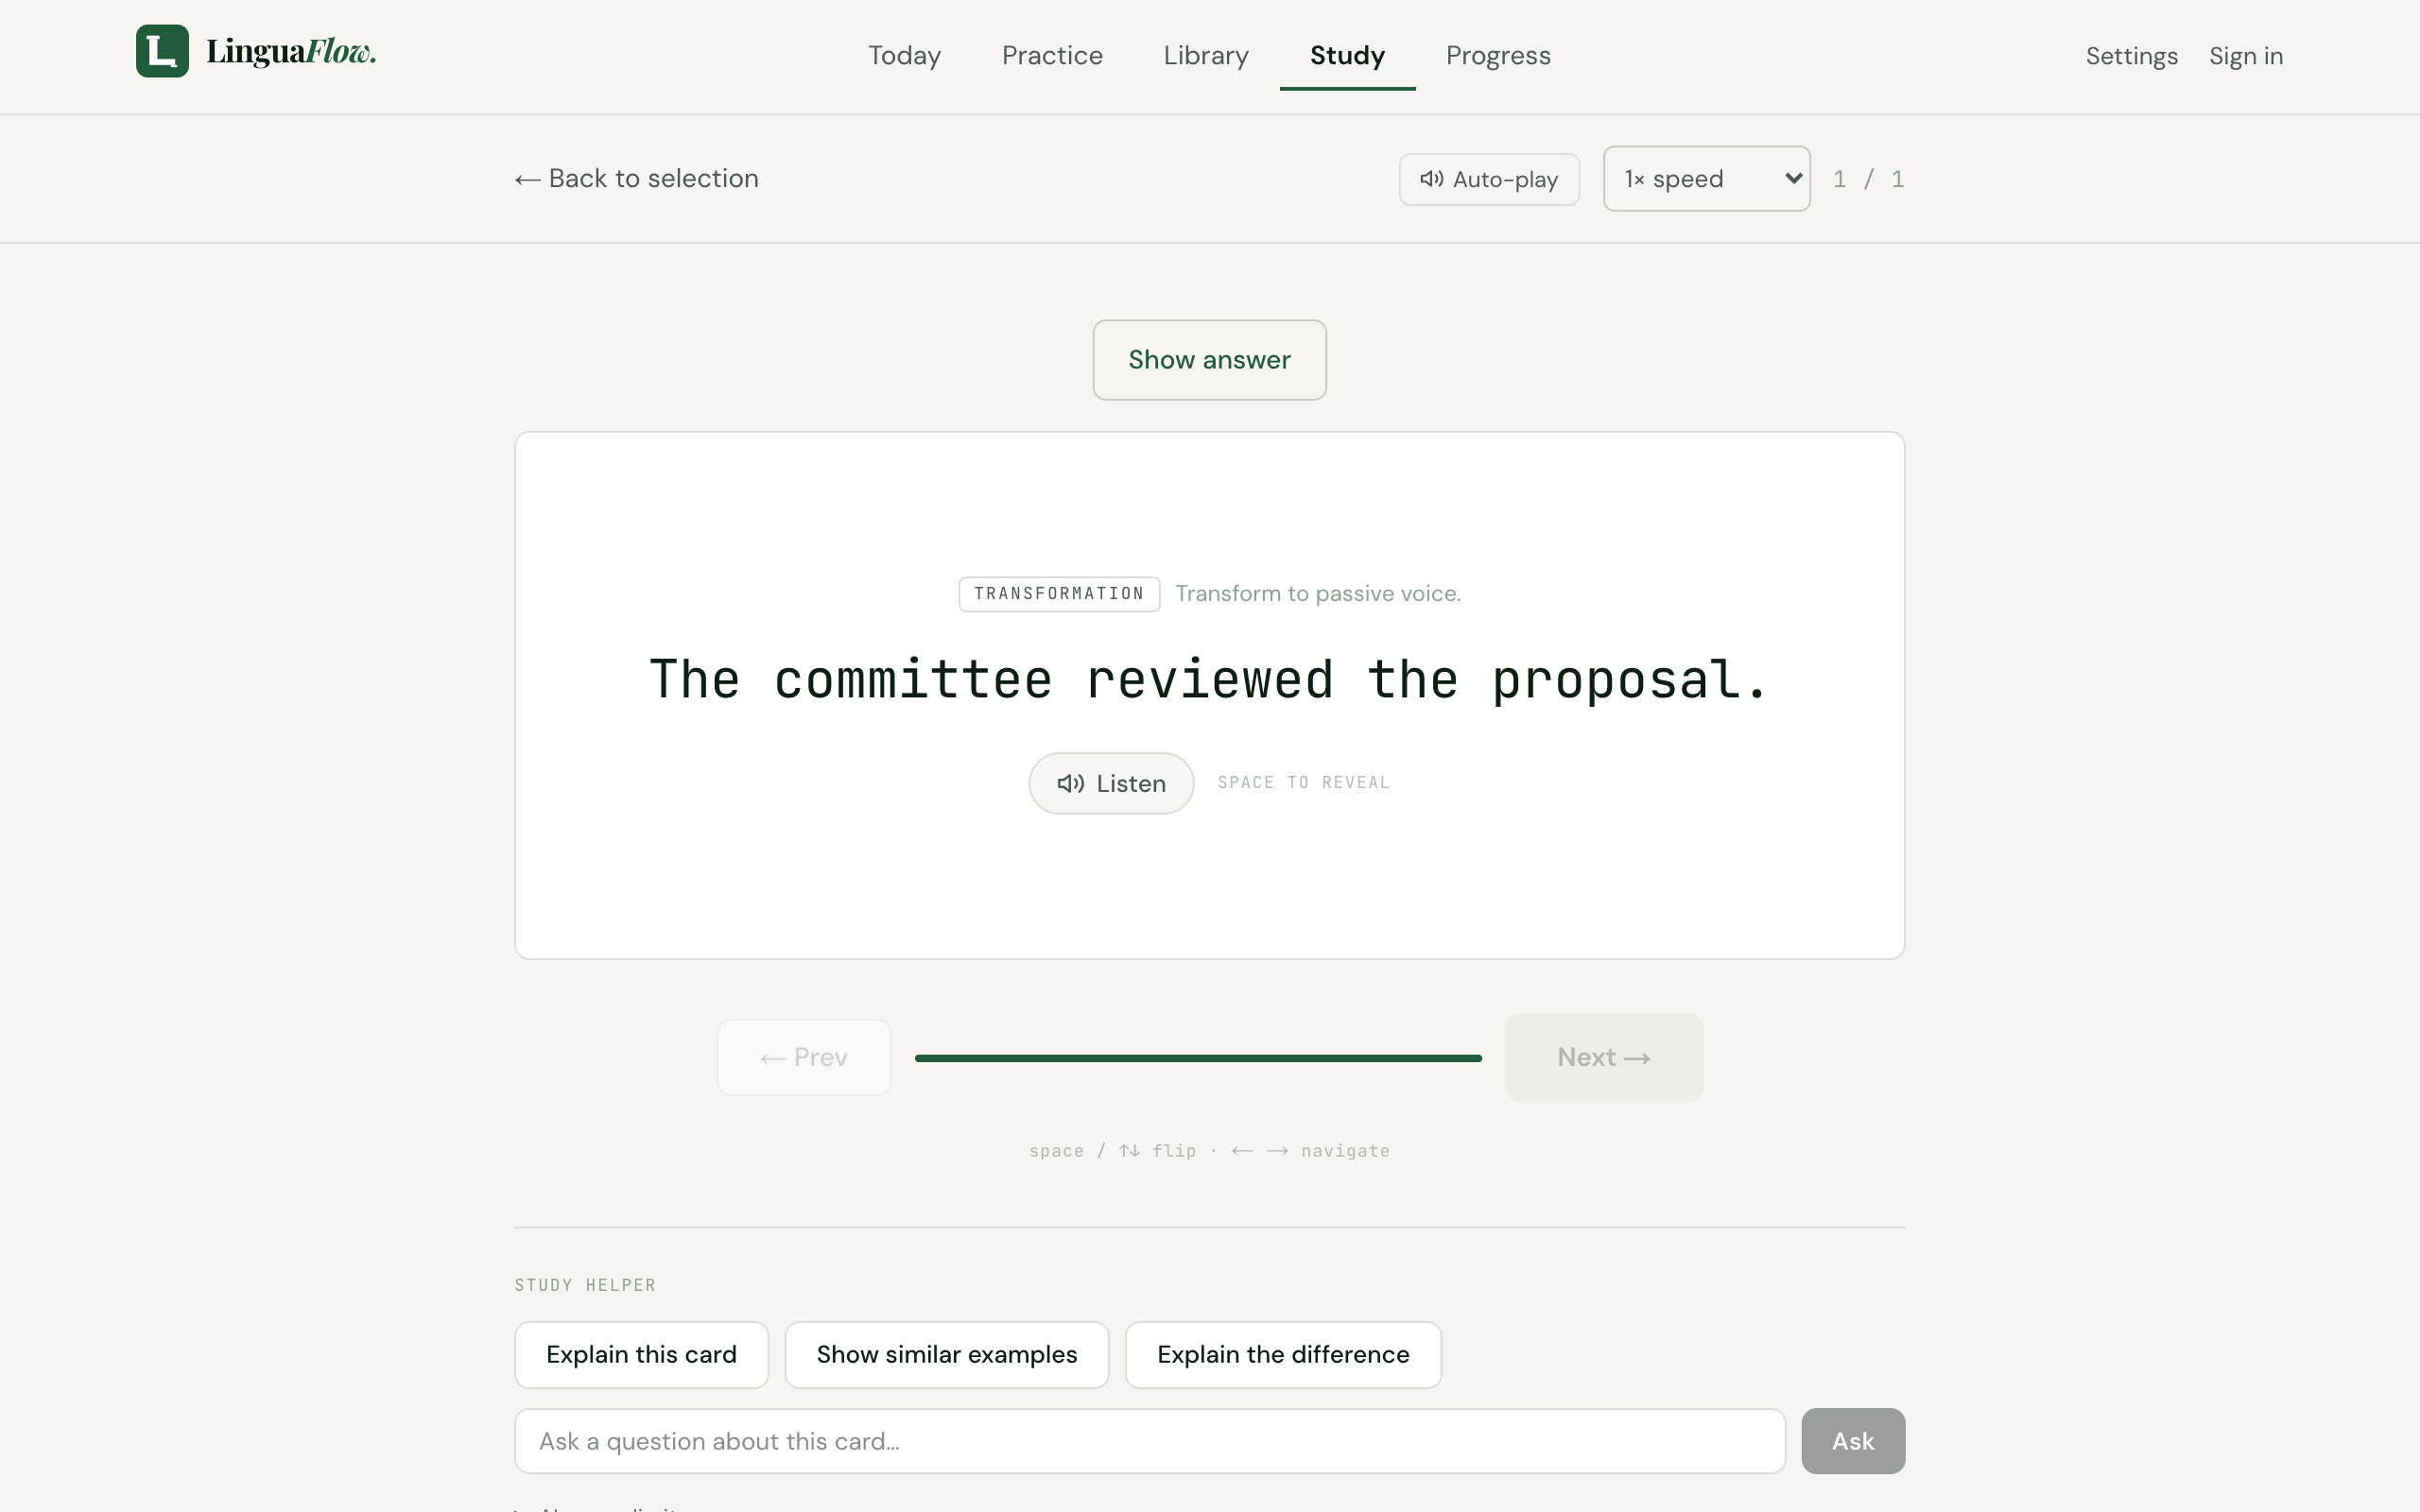 L LinguaFlow.
Today Practice Library Study Progress
Settings Sign in
← Back to selection
Auto-play
1× speed
1 / 1
Show answer
TRANSFORMATION Transform to passive voice.
The committee reviewed the proposal.
Listen SPACE TO REVEAL
← Prev
Next →
space / ↑↓ flip · ← → navigate
STUDY HELPER
Explain this card
Show similar examples
Explain the difference
Ask a question about this card…
Ask